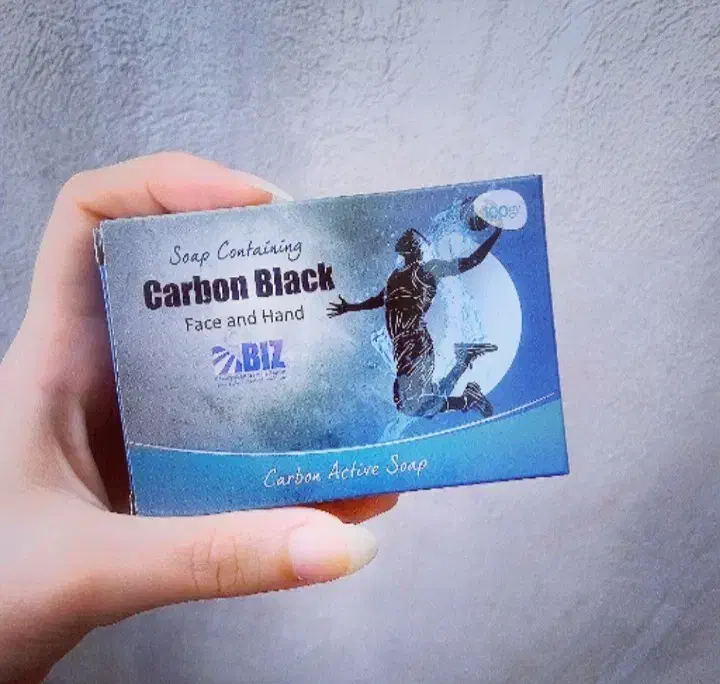 100gr
Soap Containing
Carbon Black
Face and Hand
BIZ
Carbon Active Soap